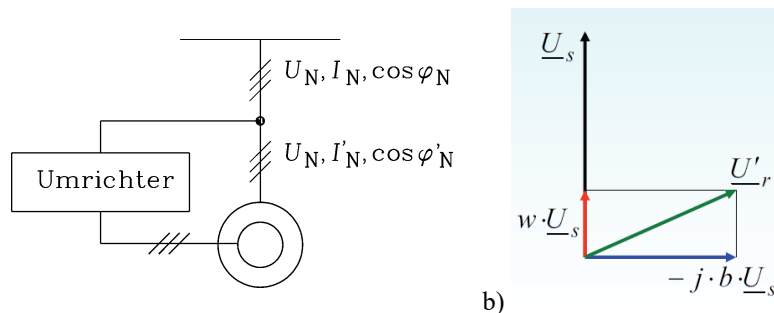 U_N, I_N, cos φ_N
U_N, I'_N, cos φ'_N
Umrichter
b)
U_s
U'_r
w · U_s
− j · b · U_s